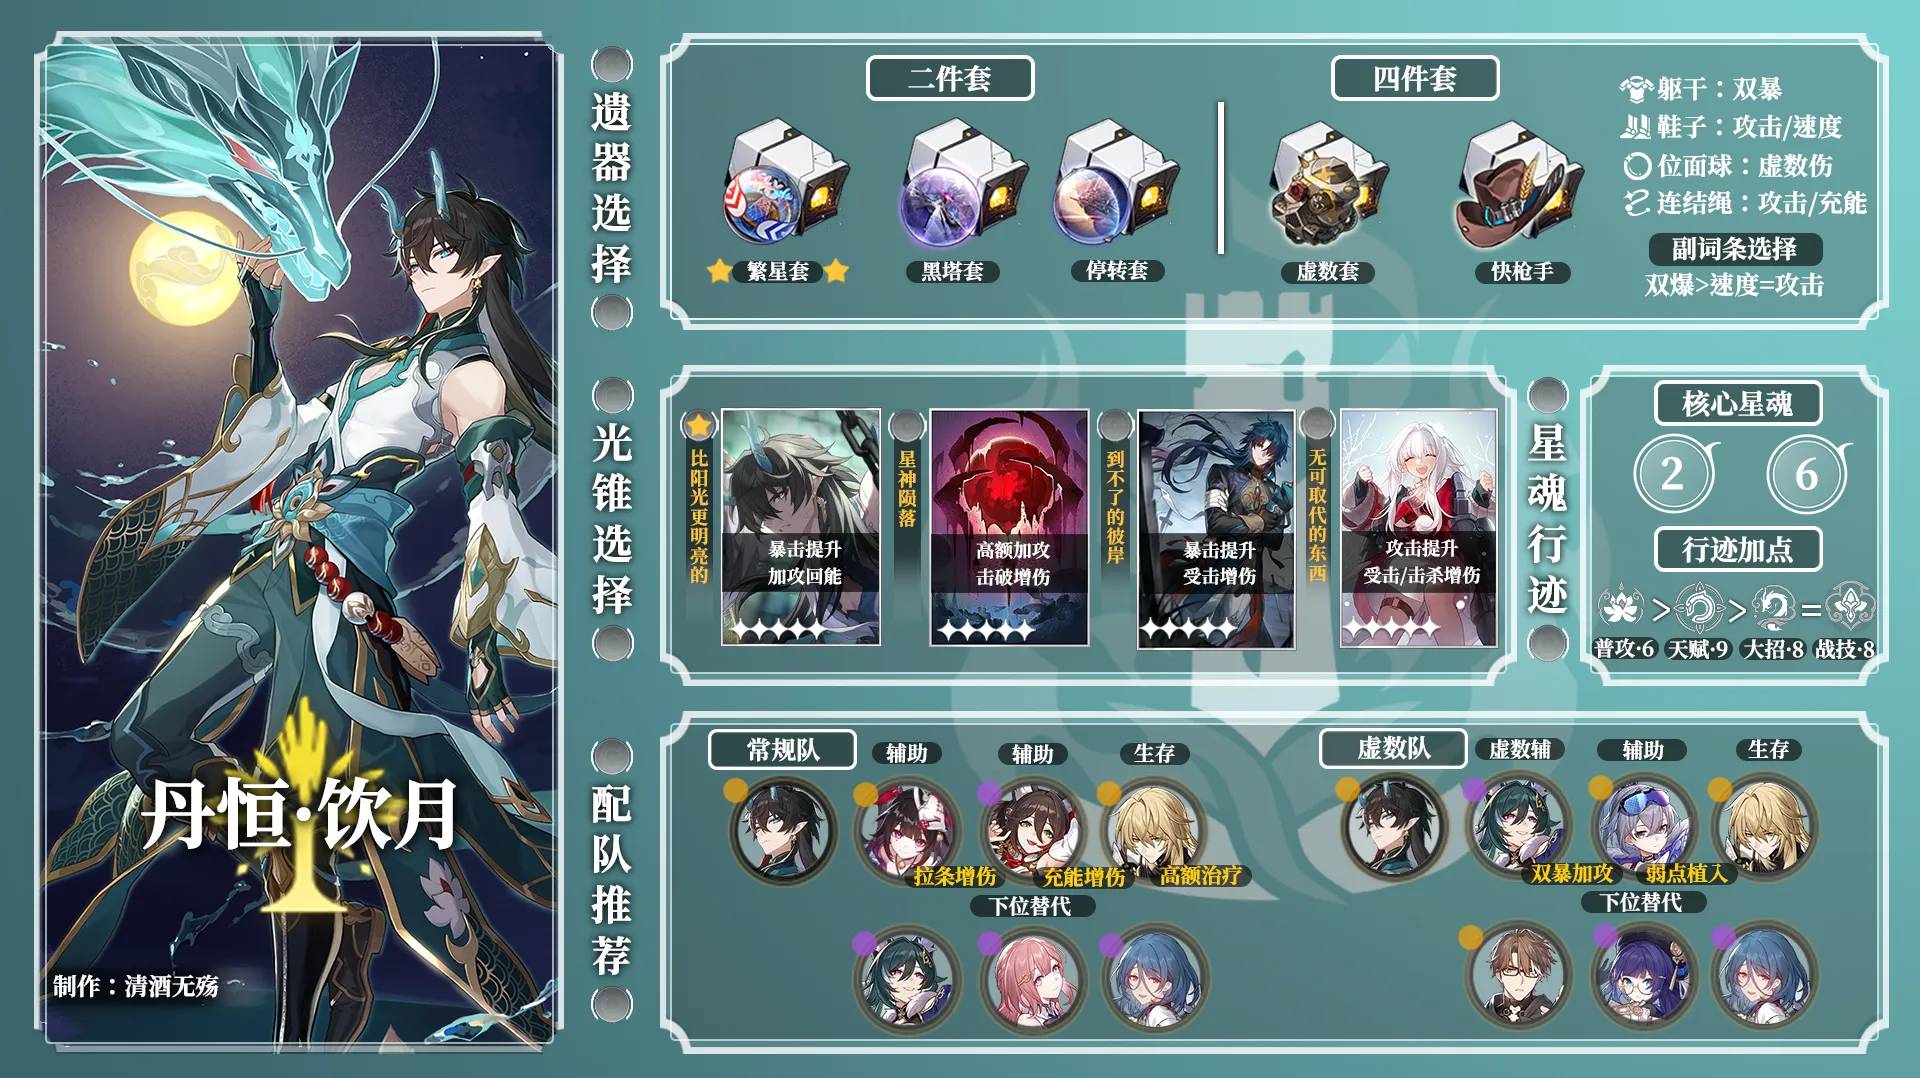 丹恒·饮月
制作：清酒无殇
遗器选择
二件套
繁星套
黑塔套
停转套
四件套
虚数套
快枪手
躯干：双暴
鞋子：攻击/速度
位面球：虚数伤
连结绳：攻击/充能
副词条选择
双爆>速度=攻击
光锥选择
比阳光更明亮的
暴击提升
加攻回能
星神陨落
高额加攻
击破增伤
到不了的彼岸
暴击提升
受击增伤
无可取代的东西
攻击提升
受击/击杀增伤
星魂行迹
核心星魂
2
6
行迹加点
> > =
普攻·6 天赋·9 大招·8 战技·8
配队推荐
常规队
辅助
辅助
生存
拉条增伤
充能增伤
高额治疗
下位替代
虚数队
虚数辅
辅助
生存
双暴加攻
弱点植入
下位替代